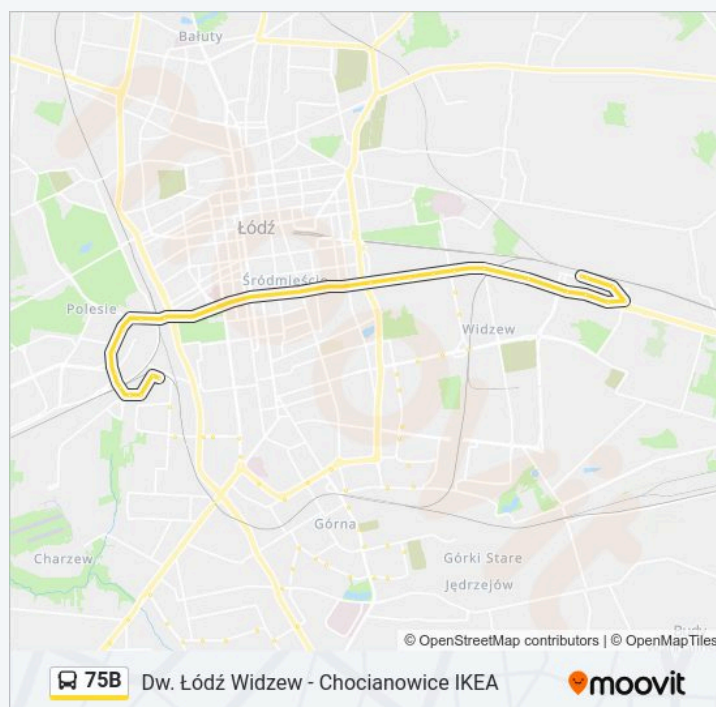 Bałuty
Łódź
Śródmieście
Polesie
Widzew
Górna
Charzew
Górki Stare
Jędrzejów
© OpenStreetMap contributors | © OpenMapTiles
75B Dw. Łódź Widzew - Chocianowice IKEA moovit